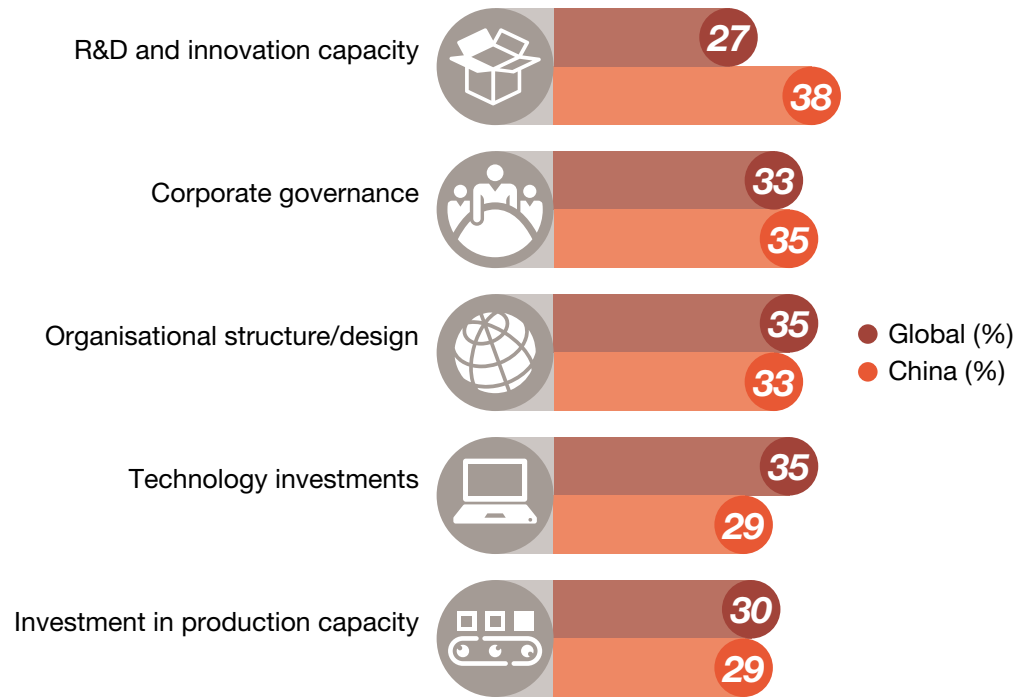 R&D and innovation capacity
27
38
Corporate governance
33
35
Organisational structure/design
35
33
Global (%)
China (%)
Technology investments
35
29
Investment in production capacity
30
29